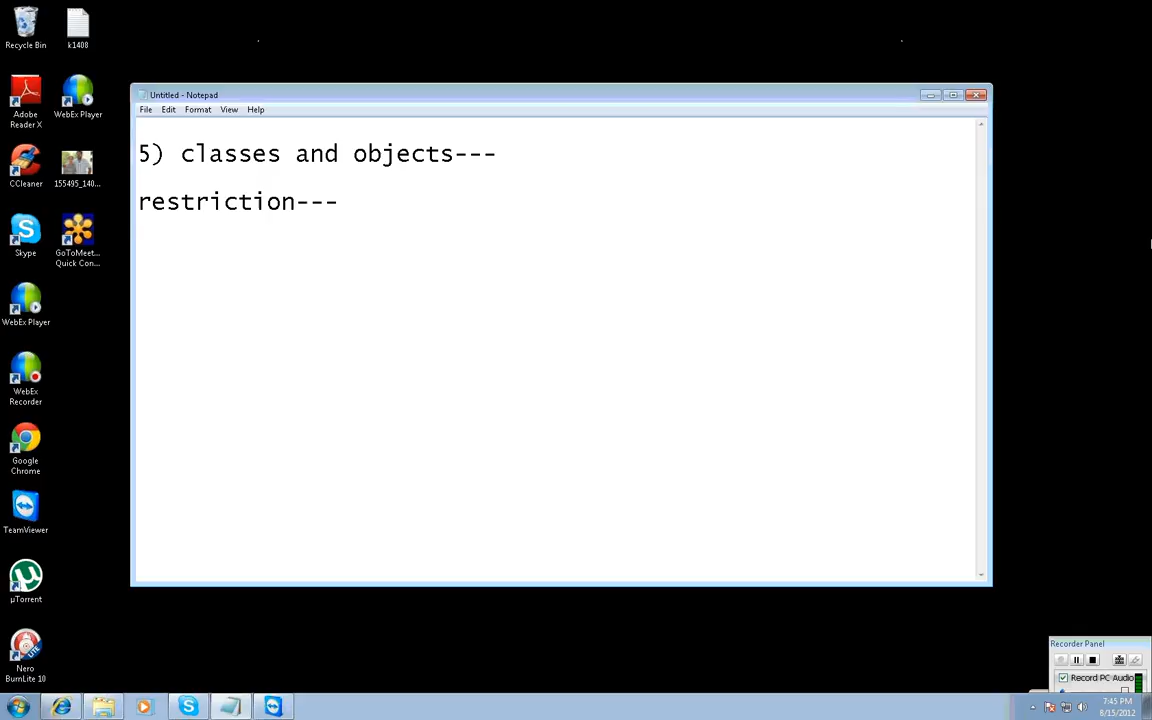 Recycle Bin
k1408
Adobe
Reader X
WebEx Player
CCleaner
155495_140...
Skype
GoToMeet...
Quick Con...
WebEx Player
WebEx
Recorder
Google
Chrome
TeamViewer
µTorrent
Nero
BurnLite 10
Untitled - Notepad
File Edit Format View Help
5) classes and objects---
restriction---
Recorder Panel
Record PC Audio
7:45 PM
8/15/2012